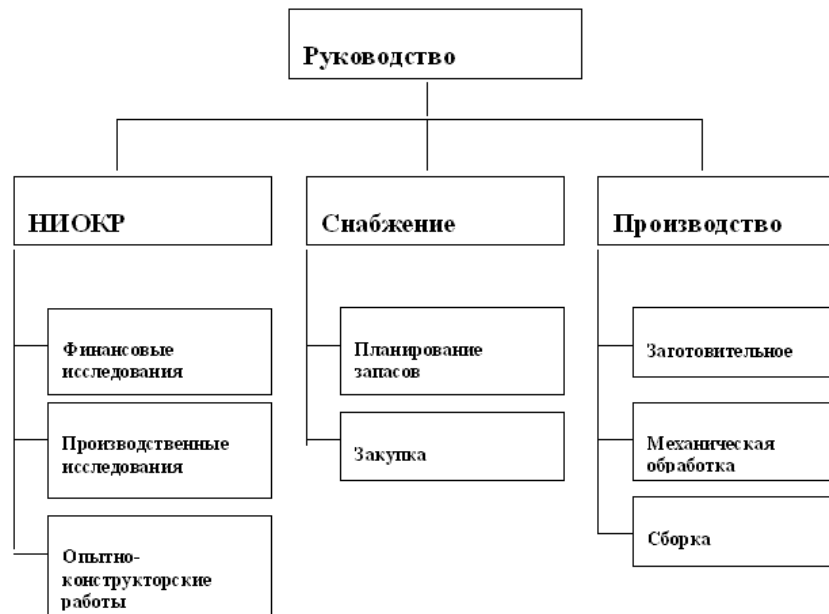 Руководство
НИОКР
Снабжение
Производство
Финансовые
исследования
Производственные
исследования
Опытно-
конструкторские
работы
Планирование
запасов
Закупка
Заготовительное
Механическая
обработка
Сборка